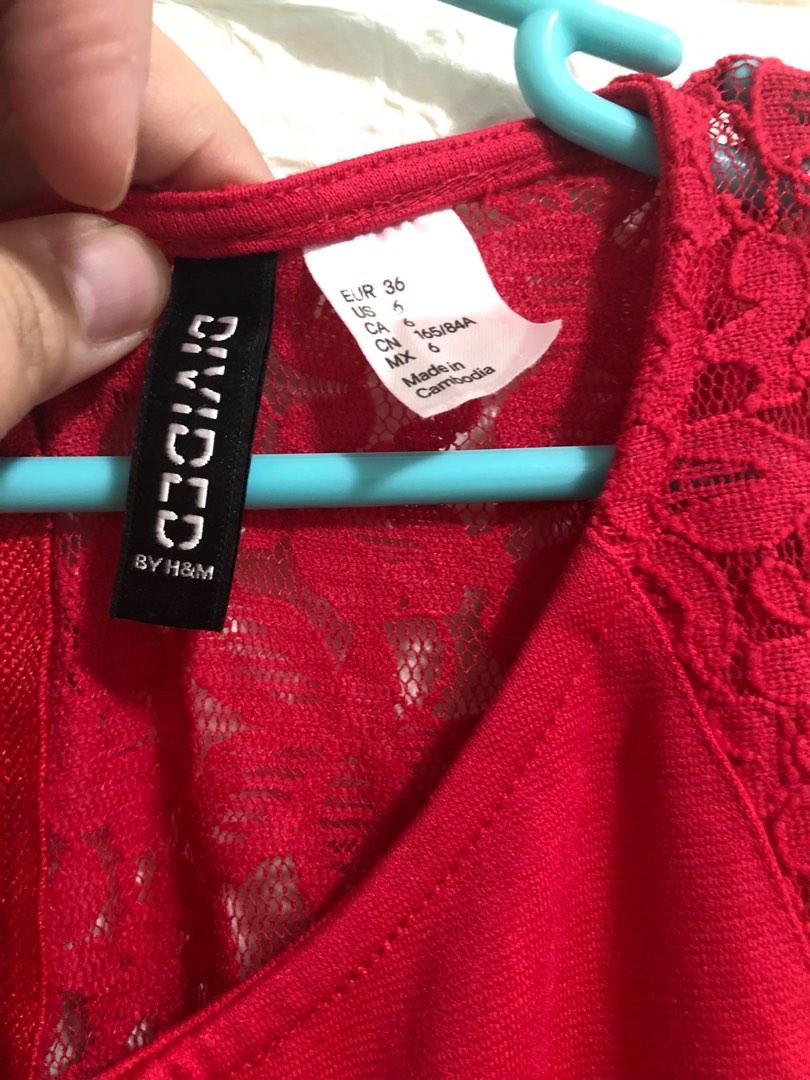 DIVIDED
BY H&M
EUR 36
US 6
CA 6
CN 165/84A
MX 6
Made in
Cambodia